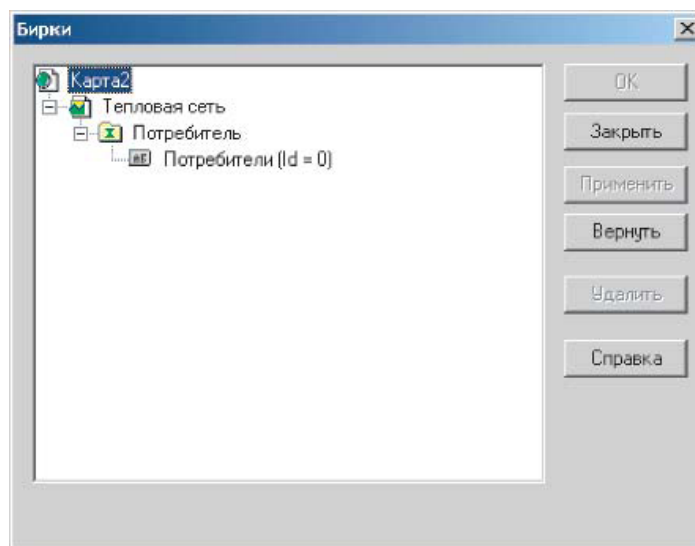 Бирки
Карта2
Тепловая сеть
Потребитель
Потребители (Id = 0)
OK
Закрыть
Применить
Вернуть
Удалить
Справка